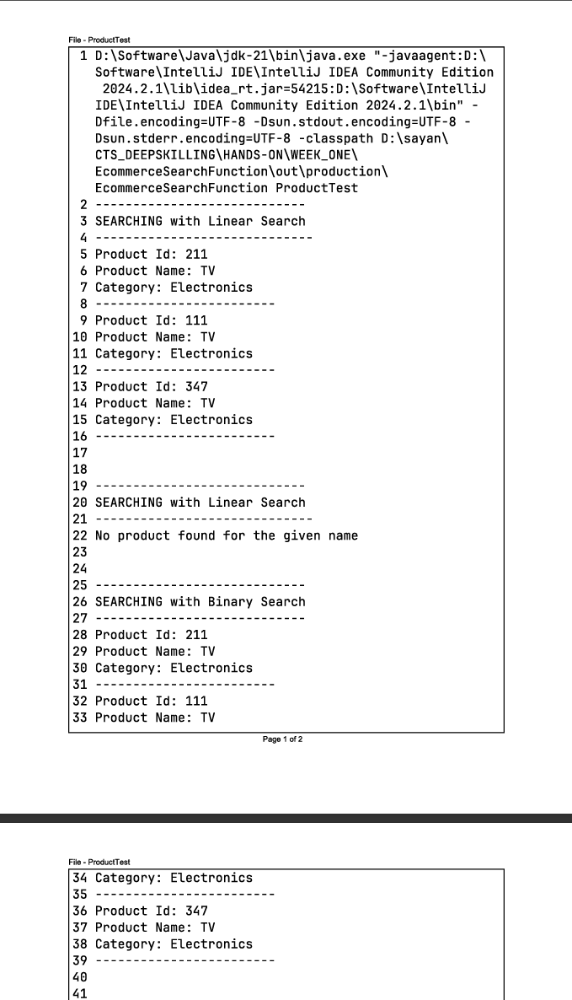 File - ProductTest
1 D:\Software\Java\jdk-21\bin\java.exe "-javaagent:D:\
Software\IntelliJ IDE\IntelliJ IDEA Community Edition
 2024.2.1\lib\idea_rt.jar=54215:D:\Software\IntelliJ
IDE\IntelliJ IDEA Community Edition 2024.2.1\bin" -
Dfile.encoding=UTF-8 -Dsun.stdout.encoding=UTF-8 -
Dsun.stderr.encoding=UTF-8 -classpath D:\sayan\
CTS_DEEPSKILLING\HANDS-ON\WEEK_ONE\
EcommerceSearchFunction\out\production\
EcommerceSearchFunction ProductTest
2 ----------------------------
3 SEARCHING with Linear Search
4 -----------------------------
5 Product Id: 211
6 Product Name: TV
7 Category: Electronics
8 ------------------------
9 Product Id: 111
10 Product Name: TV
11 Category: Electronics
12 ------------------------
13 Product Id: 347
14 Product Name: TV
15 Category: Electronics
16 ------------------------
17
18
19 ----------------------------
20 SEARCHING with Linear Search
21 -----------------------------
22 No product found for the given name
23
24
25 ----------------------------
26 SEARCHING with Binary Search
27 ----------------------------
28 Product Id: 211
29 Product Name: TV
30 Category: Electronics
31 ------------------------
32 Product Id: 111
33 Product Name: TV
Page 1 of 2
File - ProductTest
34 Category: Electronics
35 ------------------------
36 Product Id: 347
37 Product Name: TV
38 Category: Electronics
39 ------------------------
40
41